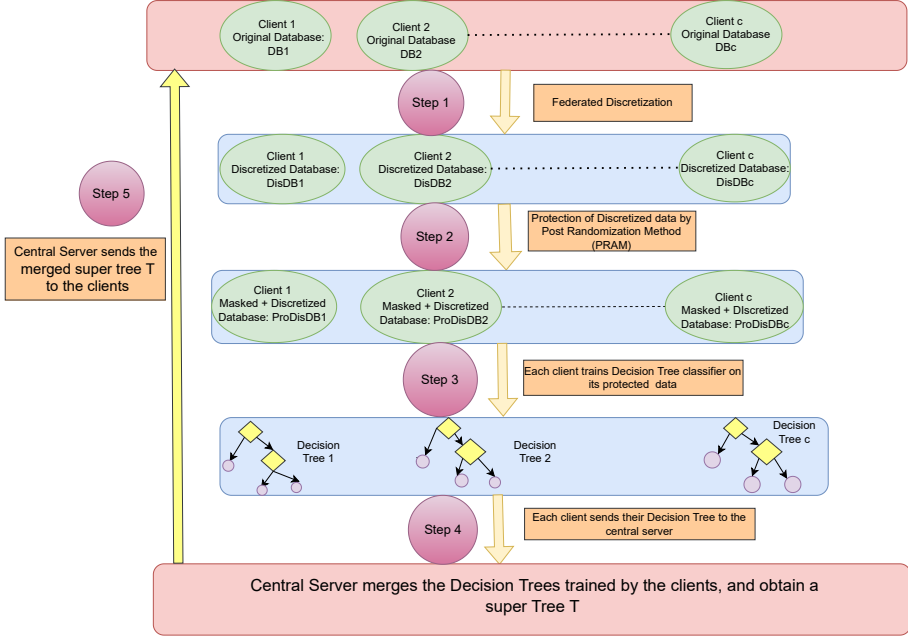 Client 1
Original Database:
DB1
Client 2
Original Database
DB2
Client c
Original Database
DBc
Step 1
Federated Discretization
Client 1
Discretized Database:
DisDB1
Client 2
Discretized Database:
DisDB2
Client c
Discretized Database:
DisDBc
Step 5
Central Server sends the
merged super tree T
to the clients
Step 2
Protection of Discretized data by
Post Randomization Method
(PRAM)
Client 1
Masked + Discretized
Database: ProDisDB1
Client 2
Masked + Discretized
Database: ProDisDB2
Client c
Masked + DIscretized
Database: ProDisDBc
Step 3
Each client trains Decision Tree classifier on
its protected data
Decision
Tree 1
Decision
Tree 2
Decision
Tree c
Step 4
Each client sends their Decision Tree to the
central server
Central Server merges the Decision Trees trained by the clients, and obtain a
super Tree T